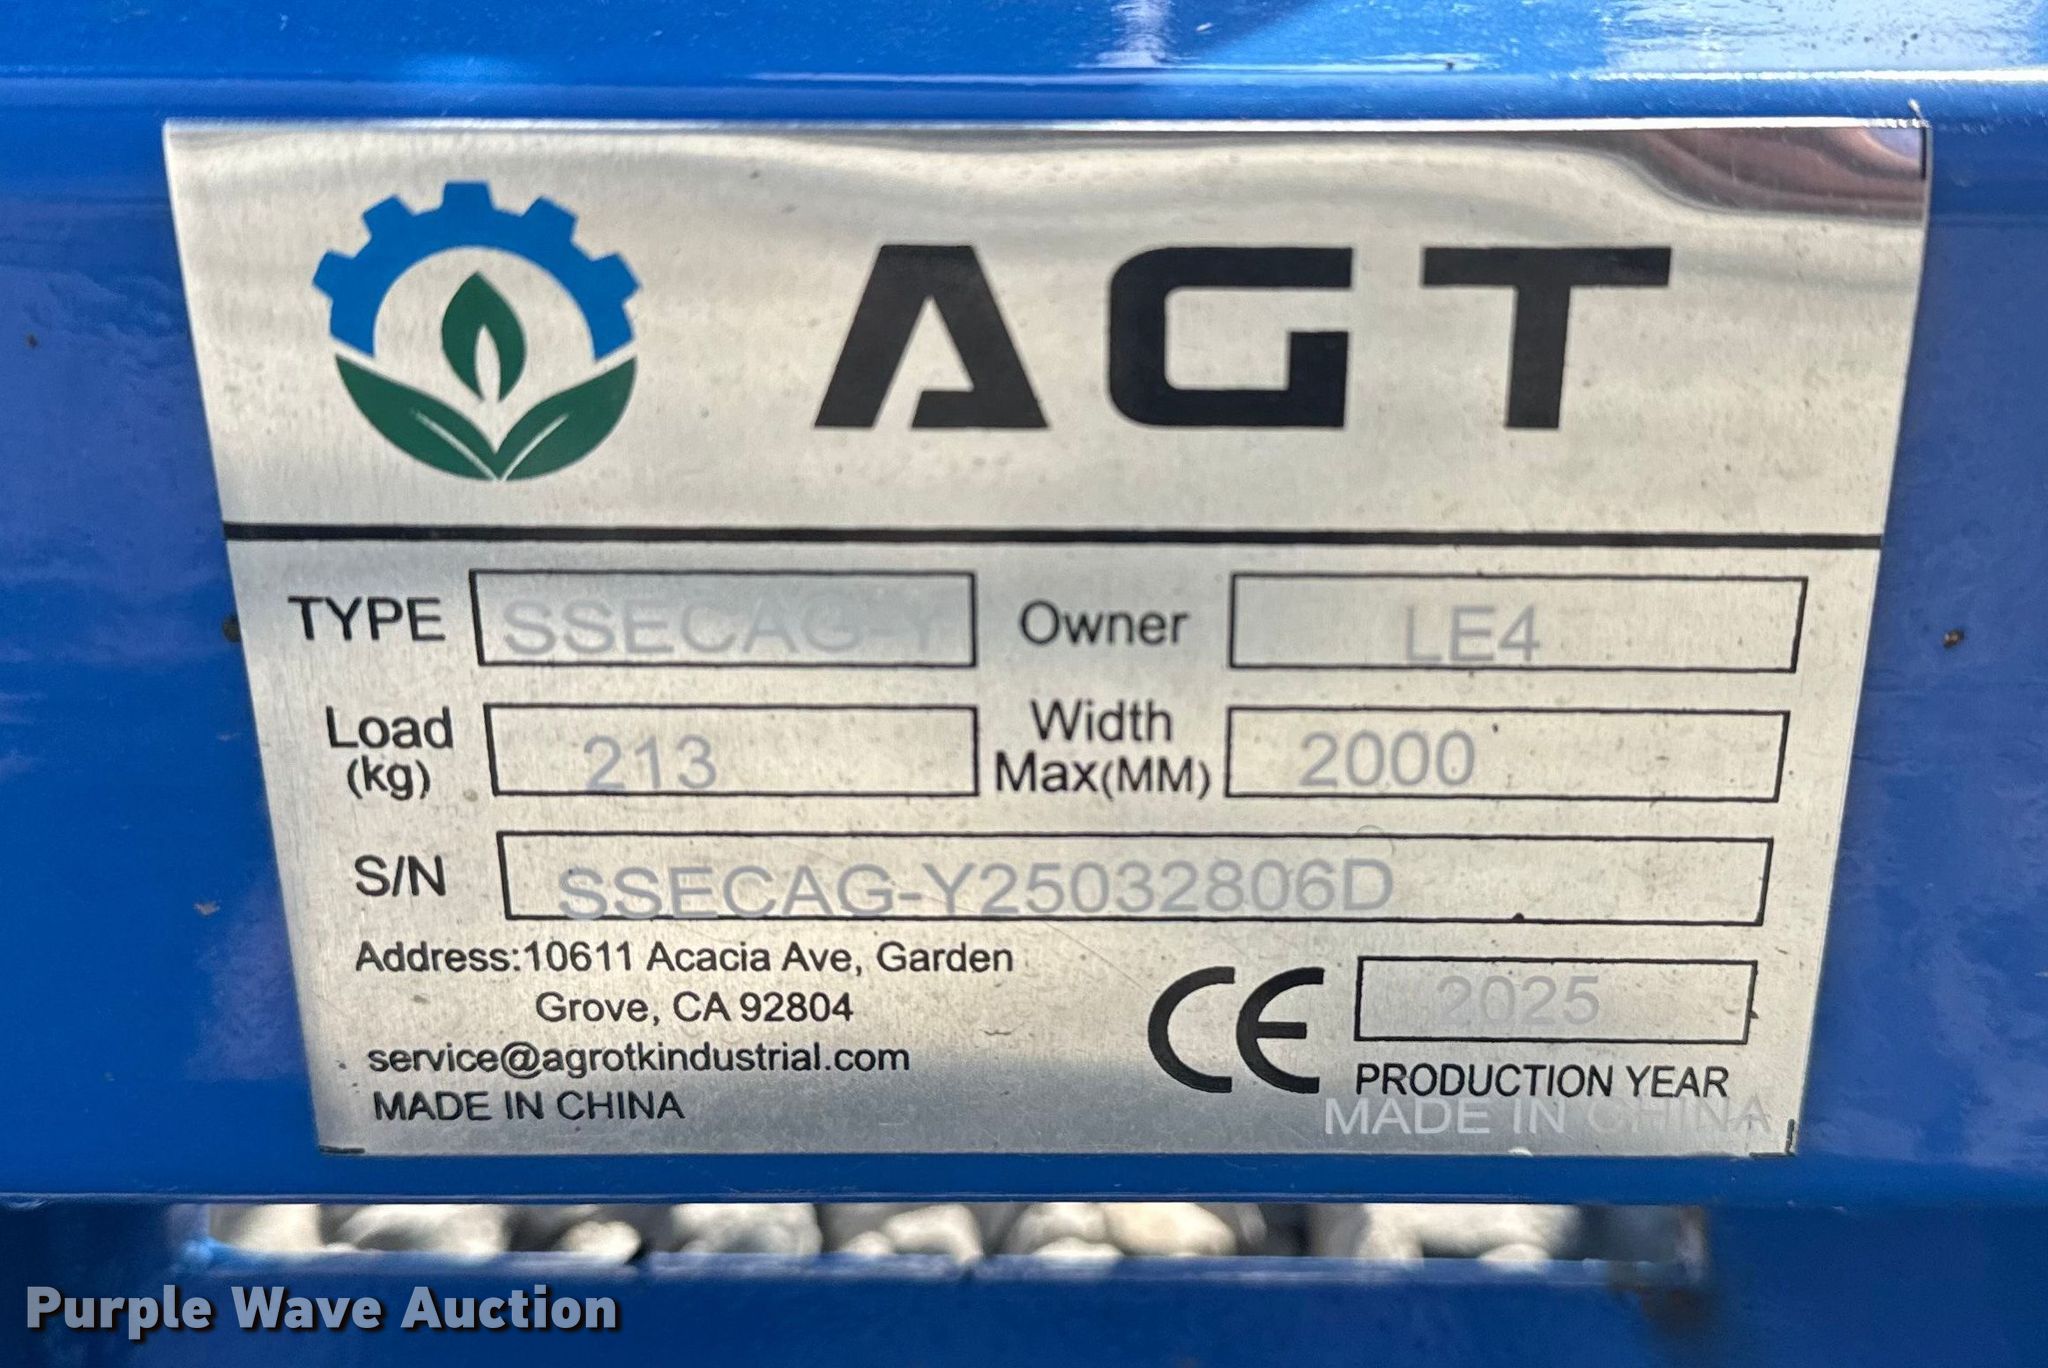 AGT
TYPE SSECAG-Y Owner LE4
Load (kg) 213 Width Max(MM) 2000
S/N SSECAG-Y25032806D
Address:10611 Acacia Ave, Garden
Grove, CA 92804
service@agrotkindustrial.com
MADE IN CHINA
CE 2025
PRODUCTION YEAR
MADE IN CHINA
Purple Wave Auction